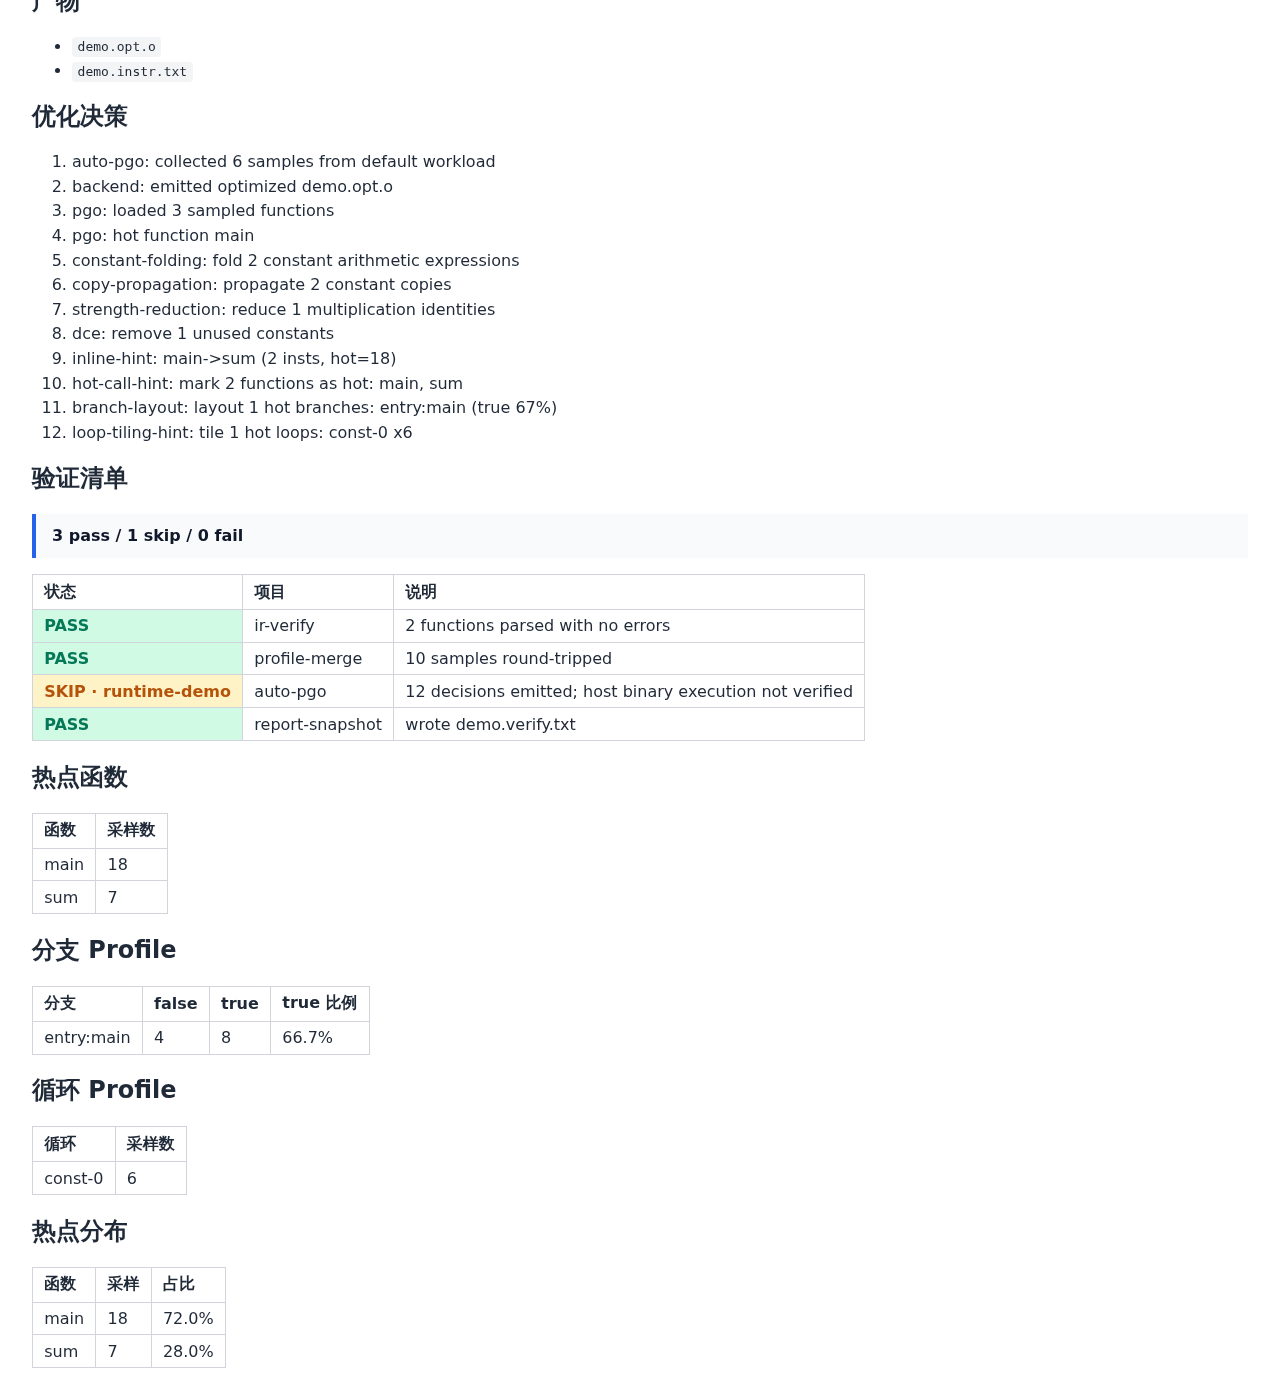 产物
demo.opt.o
demo.instr.txt
优化决策
1. auto-pgo: collected 6 samples from default workload
2. backend: emitted optimized demo.opt.o
3. pgo: loaded 3 sampled functions
4. pgo: hot function main
5. constant-folding: fold 2 constant arithmetic expressions
6. copy-propagation: propagate 2 constant copies
7. strength-reduction: reduce 1 multiplication identities
8. dce: remove 1 unused constants
9. inline-hint: main->sum (2 insts, hot=18)
10. hot-call-hint: mark 2 functions as hot: main, sum
11. branch-layout: layout 1 hot branches: entry:main (true 67%)
12. loop-tiling-hint: tile 1 hot loops: const-0 x6
验证清单
3 pass / 1 skip / 0 fail
状态 项目 说明
PASS ir-verify 2 functions parsed with no errors
PASS profile-merge 10 samples round-tripped
SKIP · runtime-demo auto-pgo 12 decisions emitted; host binary execution not verified
PASS report-snapshot wrote demo.verify.txt
热点函数
函数 采样数
main 18
sum 7
分支 Profile
分支 false true true 比例
entry:main 4 8 66.7%
循环 Profile
循环 采样数
const-0 6
热点分布
函数 采样 占比
main 18 72.0%
sum 7 28.0%